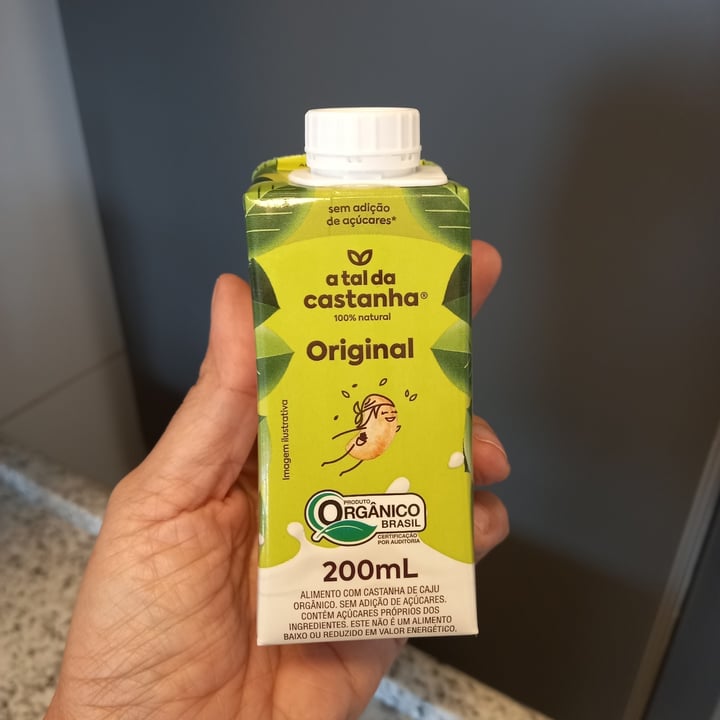 sem adição
de açúcares*
a tal da
castanha®
100% natural
Original
Imagem ilustrativa
PRODUTO
ORGÂNICO
BRASIL
CERTIFICAÇÃO
POR AUDITORIA
200mL
ALIMENTO COM CASTANHA DE CAJU
ORGÂNICO. SEM ADIÇÃO DE AÇÚCARES.
CONTÉM AÇÚCARES PRÓPRIOS DOS
INGREDIENTES. ESTE NÃO É UM ALIMENTO
BAIXO OU REDUZIDO EM VALOR ENERGÉTICO.